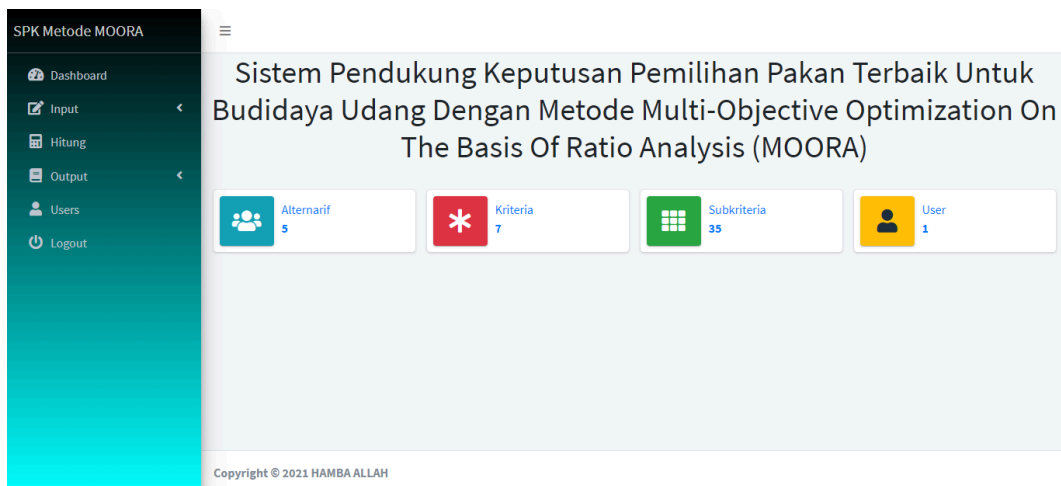 SPK Metode MOORA
Dashboard
Input
Hitung
Output
Users
Logout
Sistem Pendukung Keputusan Pemilihan Pakan Terbaik Untuk
Budidaya Udang Dengan Metode Multi-Objective Optimization On
The Basis Of Ratio Analysis (MOORA)
Alternarif
5
Kriteria
7
Subkriteria
35
User
1
Copyright © 2021 HAMBA ALLAH